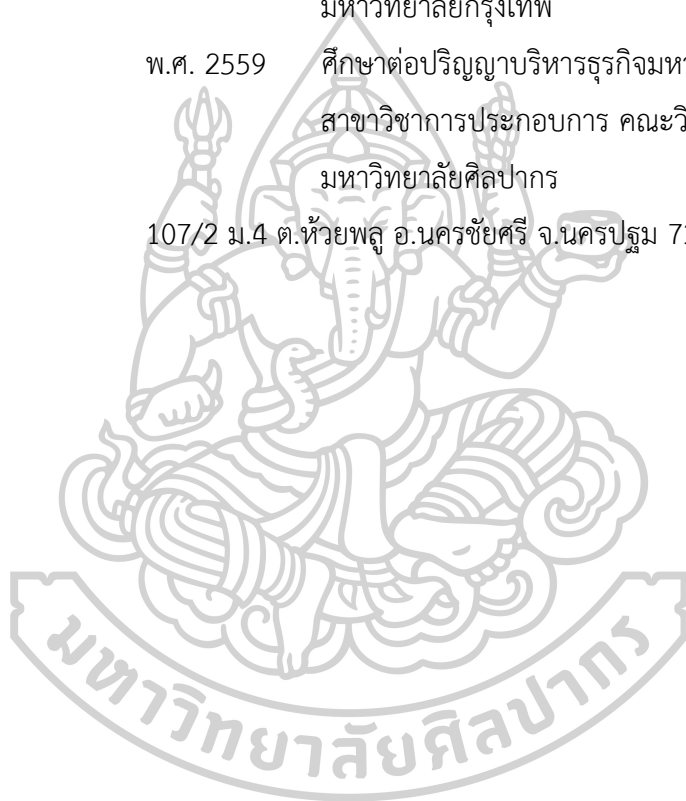 มหาวิทยาลัยกรุงเทพ
พ.ศ. 2559 ศึกษาต่อปริญญาบริหารธุรกิจมหา
สาขาวิชาการประกอบการ คณะวิ
มหาวิทยาลัยศิลปากร
107/2 ม.4 ต.ห้วยพลู อ.นครชัยศรี จ.นครปฐม 7
มหาวิทยาลัยศิลปากร